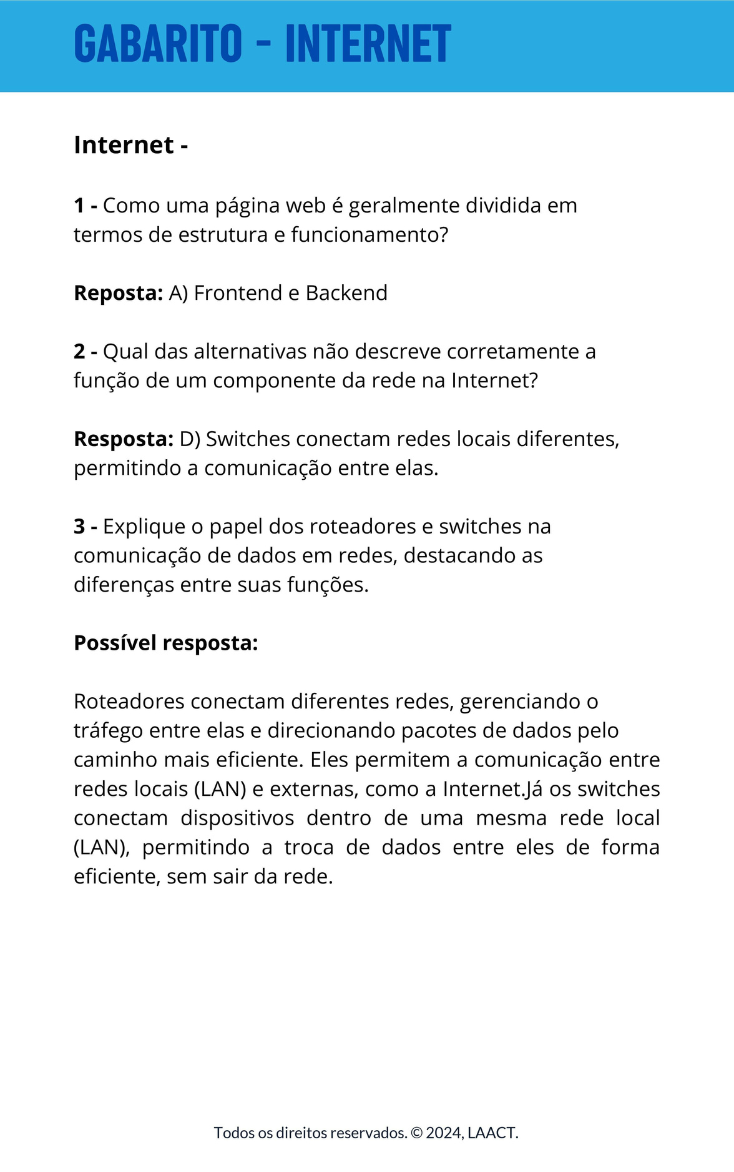 GABARITO - INTERNET
Internet -
1 - Como uma página web é geralmente dividida em
termos de estrutura e funcionamento?
Reposta: A) Frontend e Backend
2 - Qual das alternativas não descreve corretamente a
função de um componente da rede na Internet?
Resposta: D) Switches conectam redes locais diferentes,
permitindo a comunicação entre elas.
3 - Explique o papel dos roteadores e switches na
comunicação de dados em redes, destacando as
diferenças entre suas funções.
Possível resposta:
Roteadores conectam diferentes redes, gerenciando o
tráfego entre elas e direcionando pacotes de dados pelo
caminho mais eficiente. Eles permitem a comunicação entre
redes locais (LAN) e externas, como a Internet.Já os switches
conectam dispositivos dentro de uma mesma rede local
(LAN), permitindo a troca de dados entre eles de forma
eficiente, sem sair da rede.
Todos os direitos reservados. © 2024, LAACT.